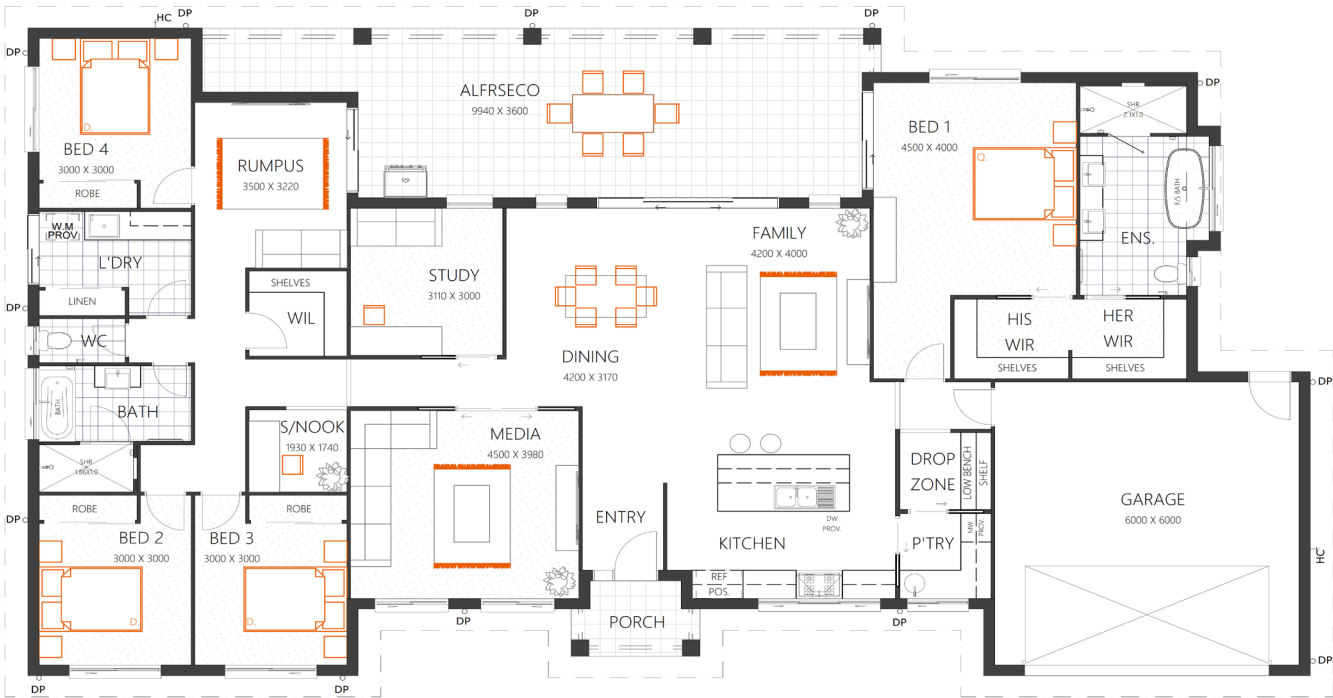 HC
DP
DP
DP
DP
DP
ALFRSECO
9940 X 3600
D.
BED 4
3000 X 3000
ROBE
RUMPUS
3500 X 3220
BED 1
4500 X 4000
Q.
SHR
2.1X1.0
F/S BATH
ENS.
W.M
PROV
L'DRY
LINEN
DP
WC
SHELVES
WIL
STUDY
3110 X 3000
FAMILY
4200 X 4000
DINING
4200 X 3170
HIS
WIR
SHELVES
HER
WIR
SHELVES
DP
BATH
BATH
SHR
1.86X1.0
S/NOOK
1930 X 1740
MEDIA
4500 X 3980
DROP
ZONE
LOW BENCH
SHELF
GARAGE
6000 X 6000
DP
ROBE
BED 2
3000 X 3000
D.
ROBE
BED 3
3000 X 3000
D.
ENTRY
DW
PROV.
KITCHEN
REF
POS.
P'TRY
MW
PROV.
HC
PORCH
DP
DP
DP
DP
DP